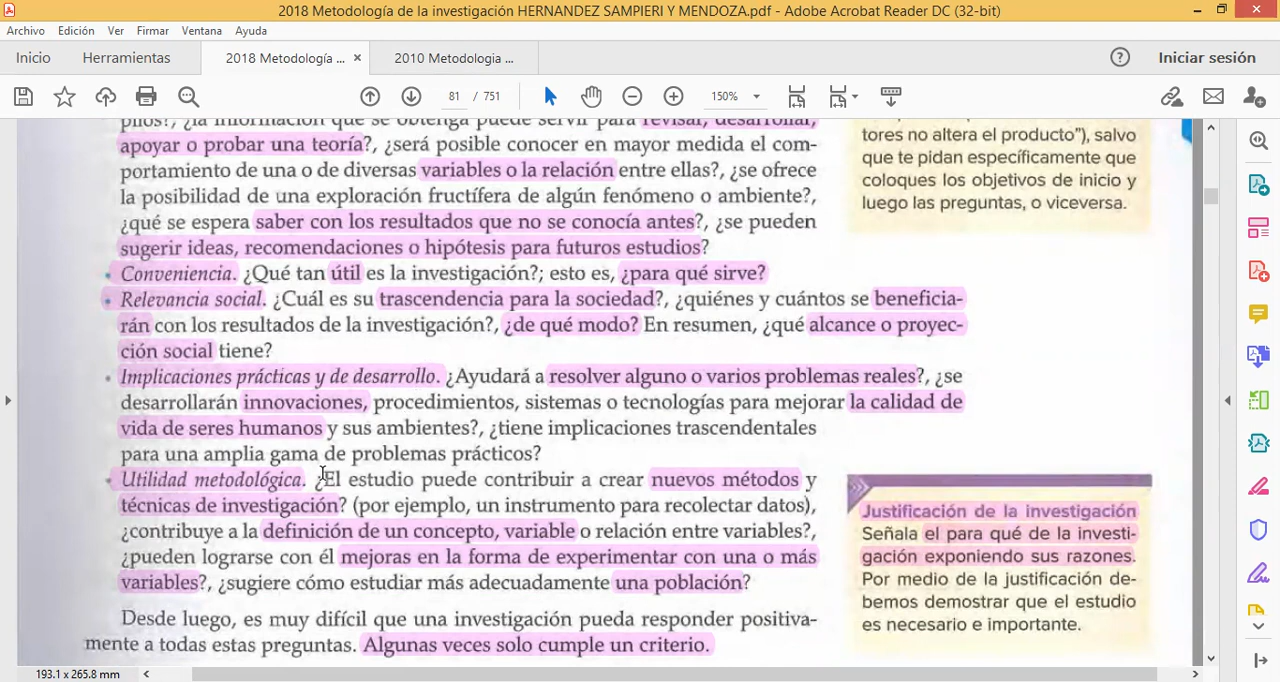 2018 Metodología de la investigación HERNANDEZ SAMPIERI Y MENDOZA.pdf - Adobe Acrobat Reader DC (32-bit)
Archivo Edición Ver Firmar Ventana Ayuda
Inicio Herramientas 2018 Metodología ... × 2010 Metodologia ... Iniciar sesión
81 / 751 150%
pilos?, ¿la información que se obtenga puede servir para revisar, desarrollar,
apoyar o probar una teoría?, ¿será posible conocer en mayor medida el com-
portamiento de una o de diversas variables o la relación entre ellas?, ¿se ofrece
la posibilidad de una exploración fructífera de algún fenómeno o ambiente?,
¿qué se espera saber con los resultados que no se conocía antes?, ¿se pueden
sugerir ideas, recomendaciones o hipótesis para futuros estudios?
• Conveniencia. ¿Qué tan útil es la investigación?; esto es, ¿para qué sirve?
• Relevancia social. ¿Cuál es su trascendencia para la sociedad?, ¿quiénes y cuántos se beneficia-
rán con los resultados de la investigación?, ¿de qué modo? En resumen, ¿qué alcance o proyec-
ción social tiene?
• Implicaciones prácticas y de desarrollo. ¿Ayudará a resolver alguno o varios problemas reales?, ¿se
desarrollarán innovaciones, procedimientos, sistemas o tecnologías para mejorar la calidad de
vida de seres humanos y sus ambientes?, ¿tiene implicaciones trascendentales
para una amplia gama de problemas prácticos?
• Utilidad metodológica. ¿El estudio puede contribuir a crear nuevos métodos y
técnicas de investigación? (por ejemplo, un instrumento para recolectar datos),
¿contribuye a la definición de un concepto, variable o relación entre variables?,
¿pueden lograrse con él mejoras en la forma de experimentar con una o más
variables?, ¿sugiere cómo estudiar más adecuadamente una población?
Desde luego, es muy difícil que una investigación pueda responder positiva-
mente a todas estas preguntas. Algunas veces solo cumple un criterio.
tores no altera el producto"), salvo
que te pidan específicamente que
coloques los objetivos de inicio y
luego las preguntas, o viceversa.
Justificación de la investigación
Señala el para qué de la investi-
gación exponiendo sus razones.
Por medio de la justificación de-
bemos demostrar que el estudio
es necesario e importante.
193.1 x 265.8 mm